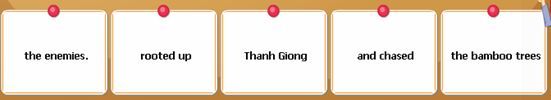 the enemies.
rooted up
Thanh Giong
and chased
the bamboo trees